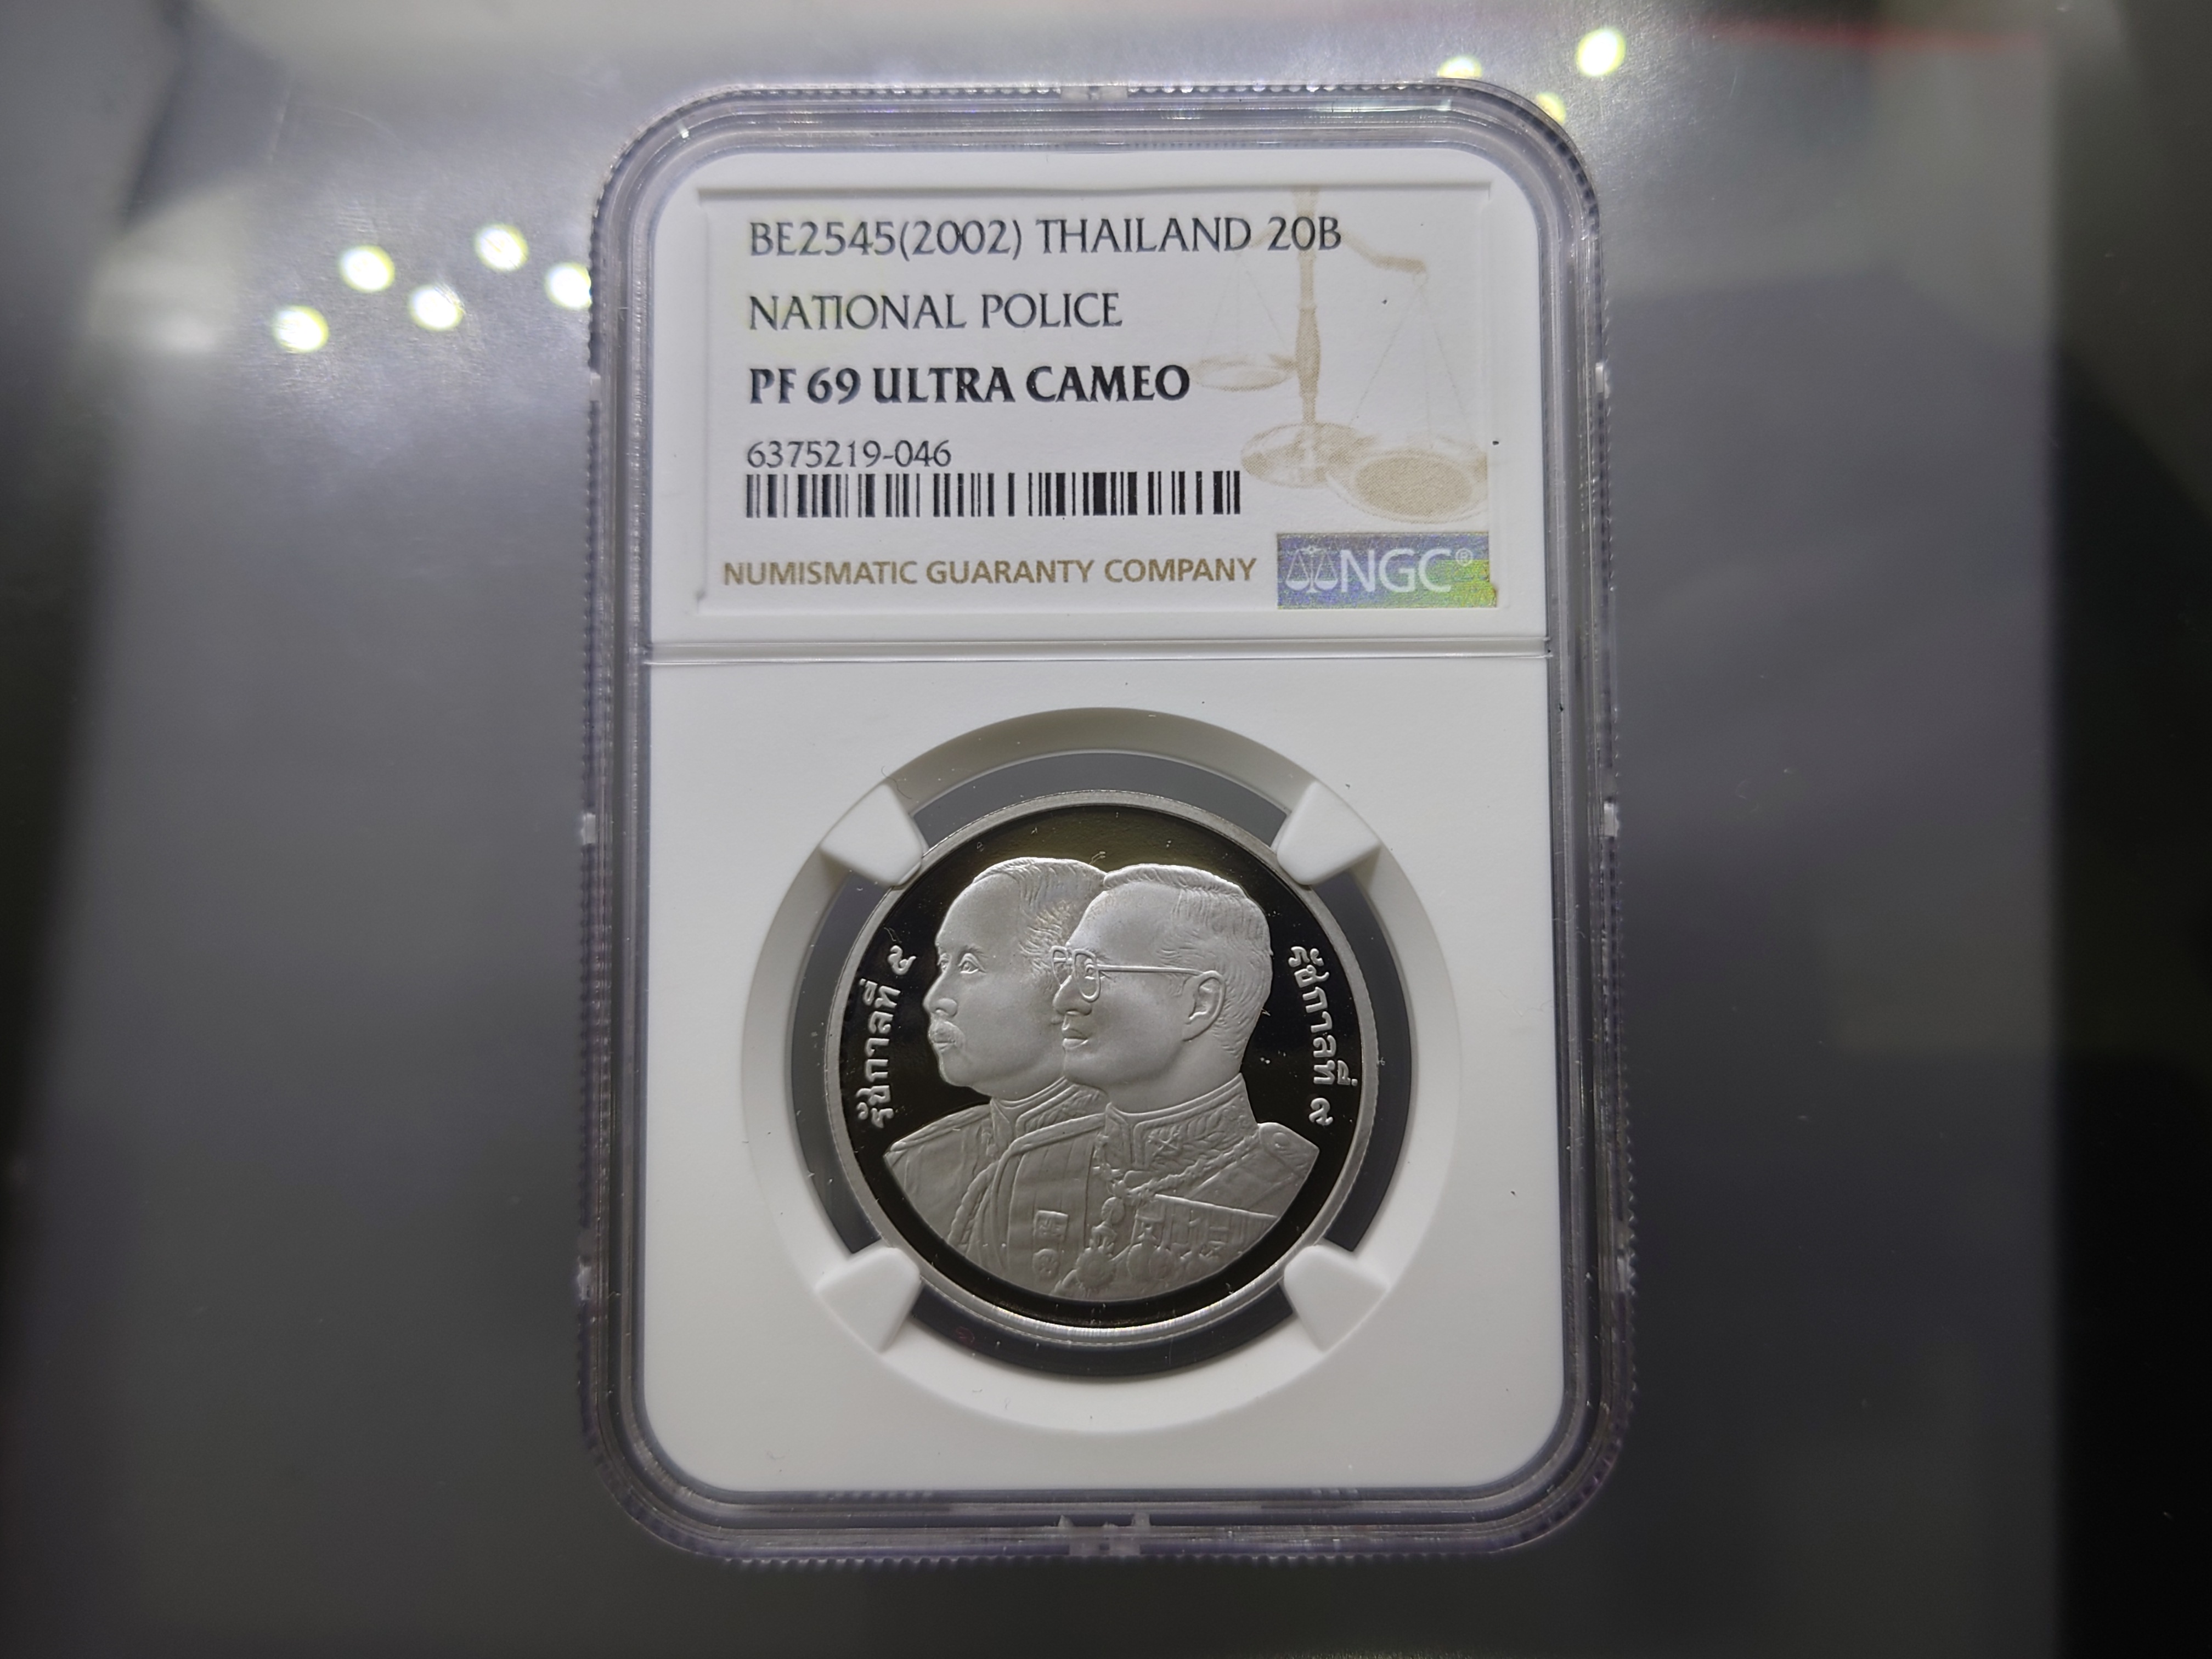 BE2545(2002) THAILAND 20B
NATIONAL POLICE
PF 69 ULTRA CAMEO
6375219-046
NUMISMATIC GUARANTY COMPANY
NGC®
รัชกาลที่ ๕
รัชกาลที่ ๙